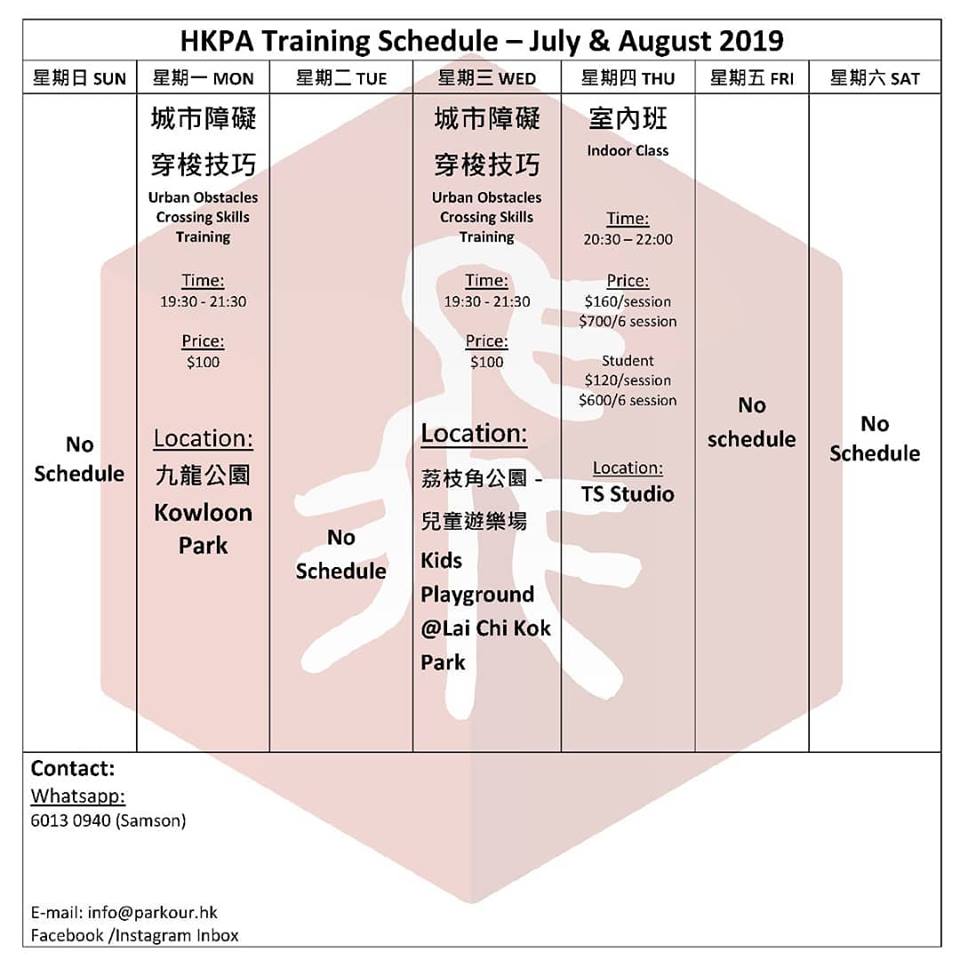 HKPA Training Schedule – July & August 2019
星期日 SUN
星期一 MON
星期二 TUE
星期三 WED
星期四 THU
星期五 FRI
星期六 SAT
No
Schedule
城市障礙
穿梭技巧
Urban Obstacles
Crossing Skills
Training
Time:
19:30 - 21:30
Price:
$100
Location:
九龍公園
Kowloon
Park
No
Schedule
城市障礙
穿梭技巧
Urban Obstacles
Crossing Skills
Training
Time:
19:30 - 21:30
Price:
$100
Location:
荔枝角公園 -
兒童遊樂場
Kids
Playground
@Lai Chi Kok
Park
室內班
Indoor Class
Time:
20:30 – 22:00
Price:
$160/session
$700/6 session
Student
$120/session
$600/6 session
Location:
TS Studio
No
schedule
No
Schedule
Contact:
Whatsapp:
6013 0940 (Samson)
E-mail: info@parkour.hk
Facebook /Instagram Inbox